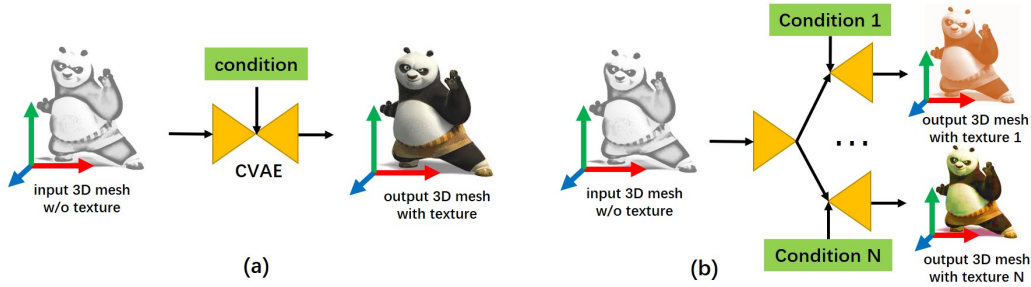 condition
CVAE
input 3D mesh
w/o texture
output 3D mesh
with texture
(a)
Condition 1
input 3D mesh
w/o texture
...
output 3D mesh
with texture 1
Condition N
output 3D mesh
with texture N
(b)